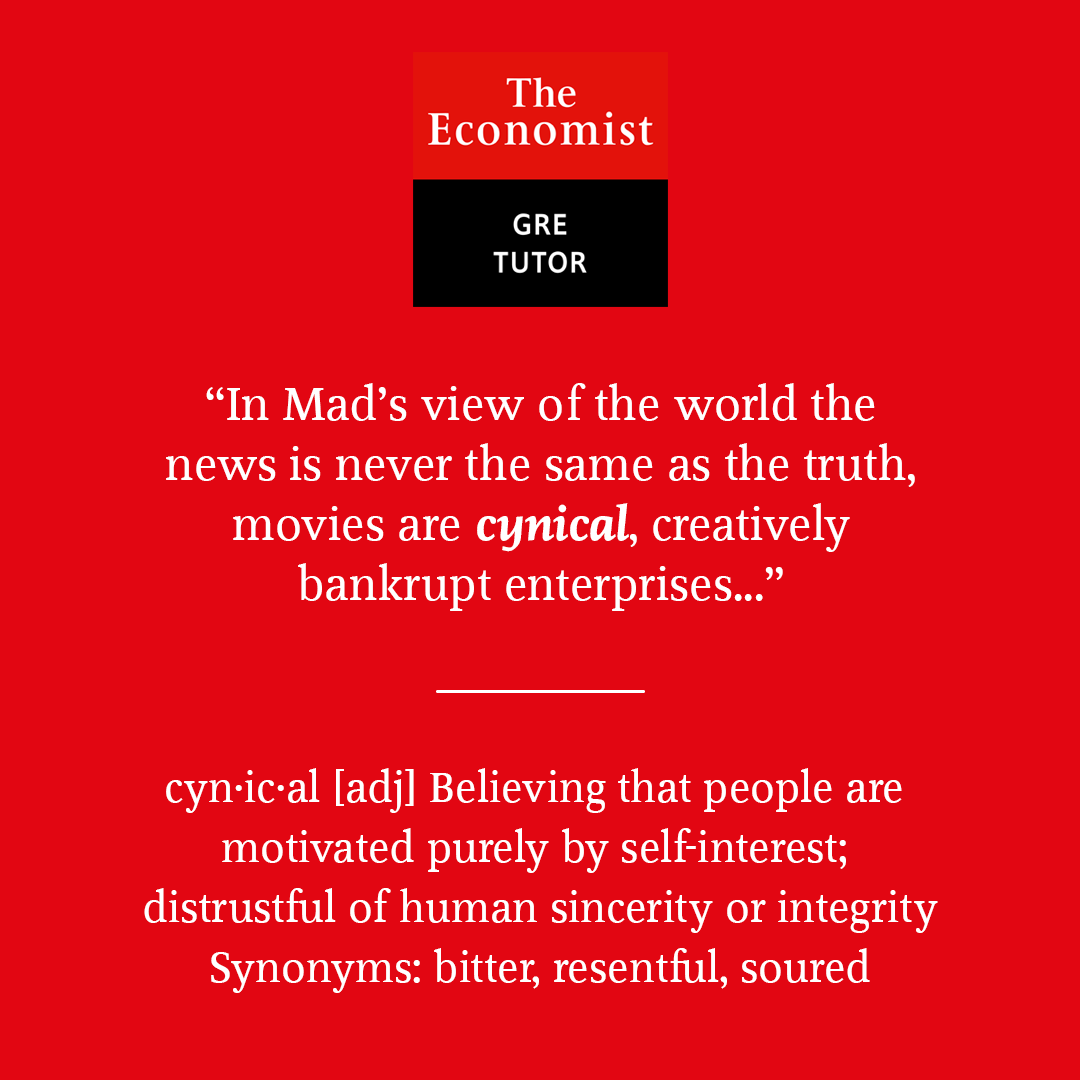 The
Economist
GRE
TUTOR
“In Mad’s view of the world the
news is never the same as the truth,
movies are cynical, creatively
bankrupt enterprises...”
cyn·ic·al [adj] Believing that people are
motivated purely by self-interest;
distrustful of human sincerity or integrity
Synonyms: bitter, resentful, soured